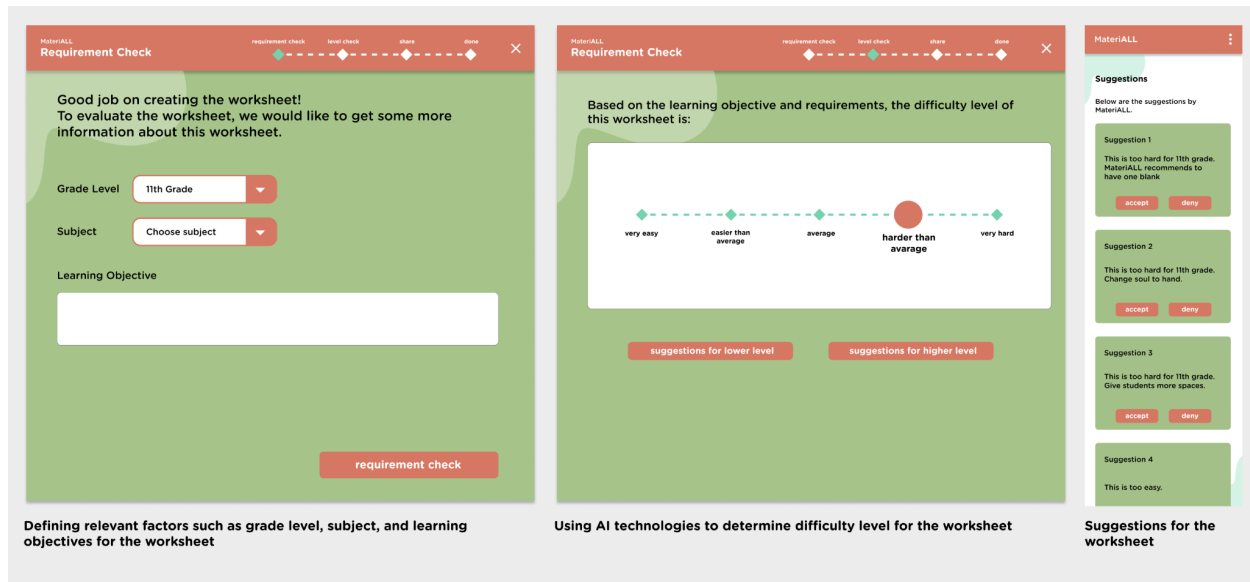 MateriALL
Requirement Check
requirement check
level check
share
done
Good job on creating the worksheet!
To evaluate the worksheet, we would like to get some more
information about this worksheet.
Grade Level
11th Grade
Subject
Choose subject
Learning Objective
requirement check
Defining relevant factors such as grade level, subject, and learning
objectives for the worksheet
MateriALL
Requirement Check
requirement check
level check
share
done
Based on the learning objective and requirements, the difficulty level of
this worksheet is:
very easy
easier than
average
average
harder than
avarage
very hard
suggestions for lower level
suggestions for higher level
Using AI technologies to determine difficulty level for the worksheet
MateriALL
Suggestions
Below are the suggestions by
MateriALL.
Suggestion 1
This is too hard for 11th grade.
MateriALL recommends to
have one blank
accept
deny
Suggestion 2
This is too hard for 11th grade.
Change soul to hand.
accept
deny
Suggestion 3
This is too hard for 11th grade.
Give students more spaces.
accept
deny
Suggestion 4
This is too easy.
Suggestions for the
worksheet